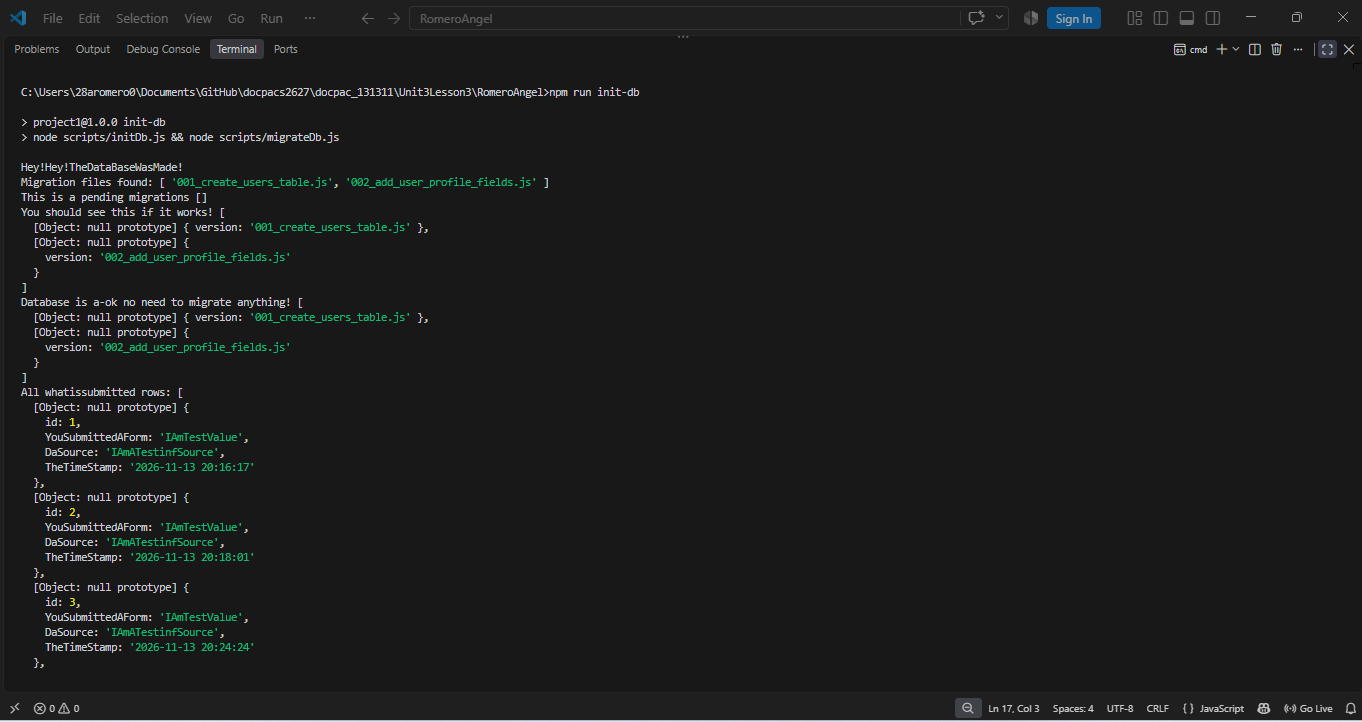 File Edit Selection View Go Run ··· RomeroAngel Sign In
Problems Output Debug Console Terminal Ports cmd
C:\Users\28aromero0\Documents\GitHub\docpacs2627\docpac_131311\Unit3Lesson3\RomeroAngel>npm run init-db
> project1@1.0.0 init-db
> node scripts/initDb.js && node scripts/migrateDb.js
Hey!Hey!TheDataBaseWasMade!
Migration files found: [ '001_create_users_table.js', '002_add_user_profile_fields.js' ]
This is a pending migrations []
You should see this if it works! [
[Object: null prototype] { version: '001_create_users_table.js' },
[Object: null prototype] {
version: '002_add_user_profile_fields.js'
}
]
Database is a-ok no need to migrate anything! [
[Object: null prototype] { version: '001_create_users_table.js' },
[Object: null prototype] {
version: '002_add_user_profile_fields.js'
}
]
All whatissubmitted rows: [
[Object: null prototype] {
id: 1,
YouSubmittedAForm: 'IAmTestValue',
DaSource: 'IAmATestinfSource',
TheTimeStamp: '2026-11-13 20:16:17'
},
[Object: null prototype] {
id: 2,
YouSubmittedAForm: 'IAmTestValue',
DaSource: 'IAmATestinfSource',
TheTimeStamp: '2026-11-13 20:18:01'
},
[Object: null prototype] {
id: 3,
YouSubmittedAForm: 'IAmTestValue',
DaSource: 'IAmATestinfSource',
TheTimeStamp: '2026-11-13 20:24:24'
},
0 0 Ln 17, Col 3 Spaces: 4 UTF-8 CRLF { } JavaScript Go Live